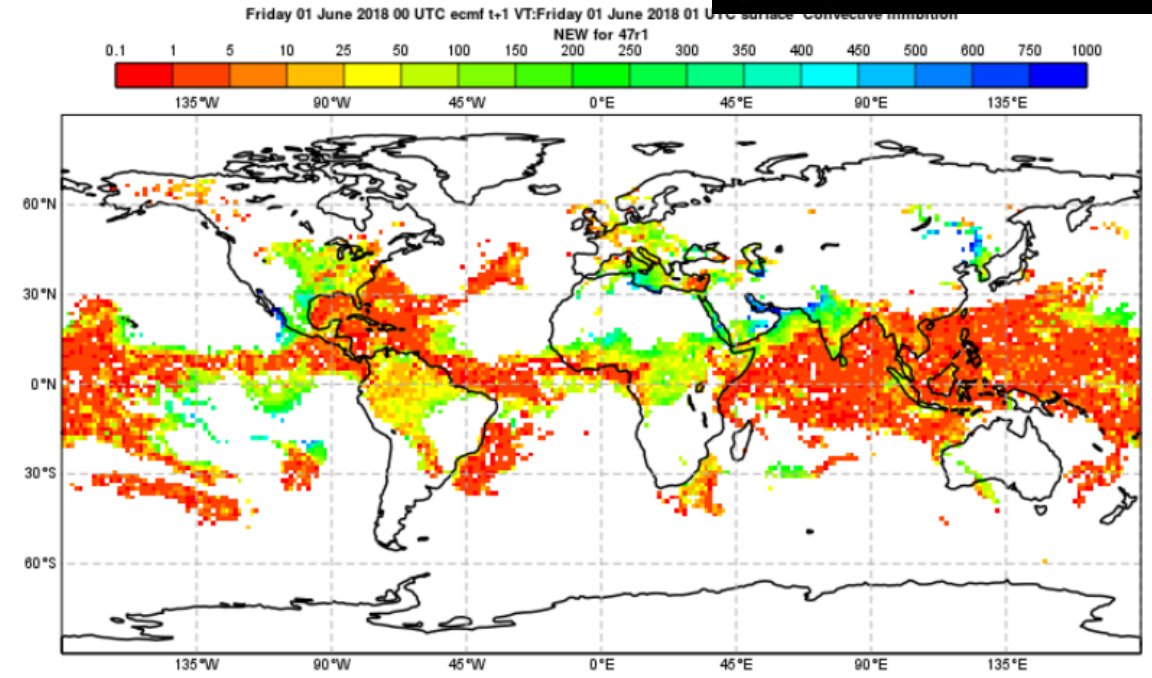 Friday 01 June 2018 00 UTC ecmf t+1 VT:Friday 01 June 2018 01 UTC surface Convective Inhibition
NEW for 47r1
0.1 1 5 10 25 50 100 150 200 250 300 350 400 450 500 600 750 1000
135°W 90°W 45°W 0°E 45°E 90°E 135°E
60°N
30°N
0°N
30°S
60°S
135°W 90°W 45°W 0°E 45°E 90°E 135°E